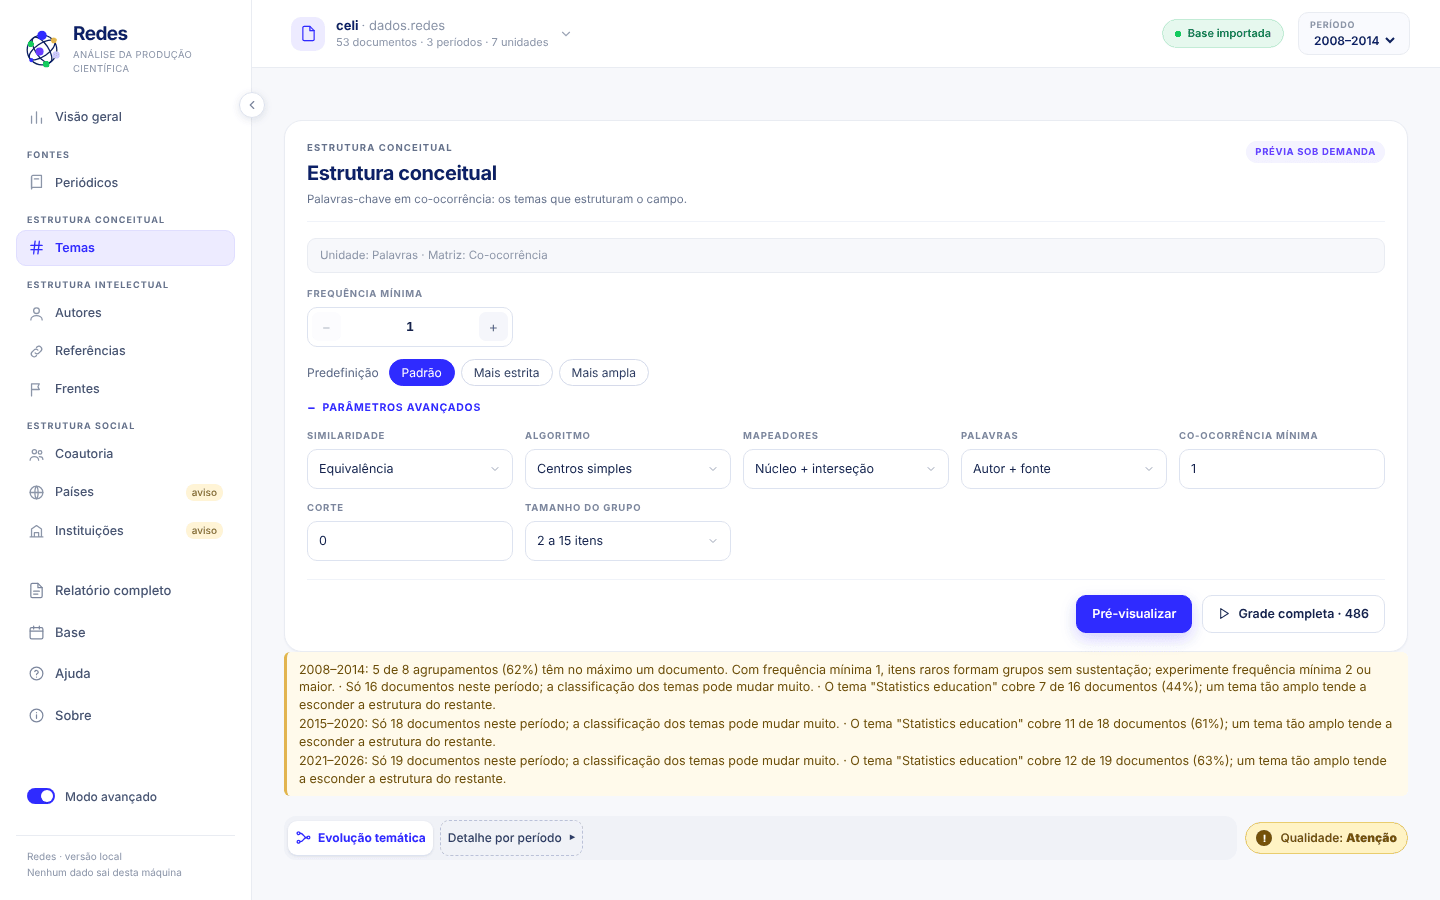 Redes
ANÁLISE DA PRODUÇÃO
CIENTÍFICA
celi · dados.redes
53 documentos · 3 períodos · 7 unidades
Base importada
PERÍODO
2008–2014
Visão geral
FONTES
Periódicos
ESTRUTURA CONCEITUAL
Temas
ESTRUTURA INTELECTUAL
Autores
Referências
Frentes
ESTRUTURA SOCIAL
Coautoria
Países
aviso
Instituições
aviso
Relatório completo
Base
Ajuda
Sobre
Modo avançado
Redes · versão local
Nenhum dado sai desta máquina
ESTRUTURA CONCEITUAL
PRÉVIA SOB DEMANDA
Estrutura conceitual
Palavras-chave em co-ocorrência: os temas que estruturam o campo.
Unidade: Palavras · Matriz: Co-ocorrência
FREQUÊNCIA MÍNIMA
− 1 +
Predefinição Padrão Mais estrita Mais ampla
− PARÂMETROS AVANÇADOS
SIMILARIDADE ALGORITMO MAPEADORES PALAVRAS CO-OCORRÊNCIA MÍNIMA
Equivalência Centros simples Núcleo + interseção Autor + fonte 1
CORTE TAMANHO DO GRUPO
0 2 a 15 itens
Pré-visualizar Grade completa · 486
2008–2014: 5 de 8 agrupamentos (62%) têm no máximo um documento. Com frequência mínima 1, itens raros formam grupos sem sustentação; experimente frequência mínima 2 ou
maior. · Só 16 documentos neste período; a classificação dos temas pode mudar muito. · O tema "Statistics education" cobre 7 de 16 documentos (44%); um tema tão amplo tende a
esconder a estrutura do restante.
2015–2020: Só 18 documentos neste período; a classificação dos temas pode mudar muito. · O tema "Statistics education" cobre 11 de 18 documentos (61%); um tema tão amplo tende a
esconder a estrutura do restante.
2021–2026: Só 19 documentos neste período; a classificação dos temas pode mudar muito. · O tema "Statistics education" cobre 12 de 19 documentos (63%); um tema tão amplo tende
a esconder a estrutura do restante.
Evolução temática Detalhe por período ▸ ! Qualidade: Atenção